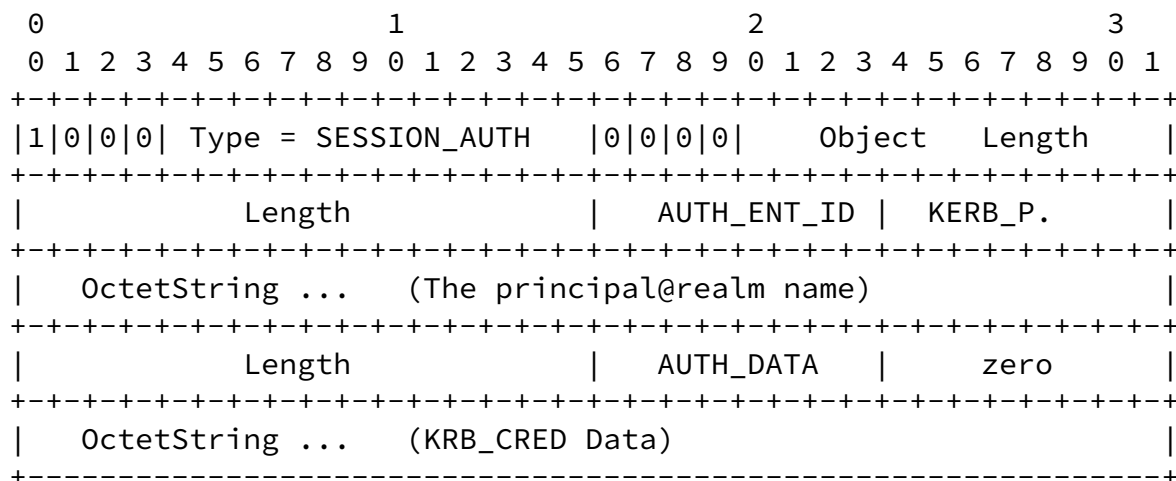 0                   1                   2                   3
 0 1 2 3 4 5 6 7 8 9 0 1 2 3 4 5 6 7 8 9 0 1 2 3 4 5 6 7 8 9 0 1
+-+-+-+-+-+-+-+-+-+-+-+-+-+-+-+-+-+-+-+-+-+-+-+-+-+-+-+-+-+-+-+-+
|1|0|0|0| Type = SESSION_AUTH   |0|0|0|0|    Object   Length    |
+-+-+-+-+-+-+-+-+-+-+-+-+-+-+-+-+-+-+-+-+-+-+-+-+-+-+-+-+-+-+-+-+
|            Length             |   AUTH_ENT_ID |  KERB_P.      |
+-+-+-+-+-+-+-+-+-+-+-+-+-+-+-+-+-+-+-+-+-+-+-+-+-+-+-+-+-+-+-+-+
|   OctetString ...   (The principal@realm name)                |
+-+-+-+-+-+-+-+-+-+-+-+-+-+-+-+-+-+-+-+-+-+-+-+-+-+-+-+-+-+-+-+-+
|            Length             |   AUTH_DATA   |     zero      |
+-+-+-+-+-+-+-+-+-+-+-+-+-+-+-+-+-+-+-+-+-+-+-+-+-+-+-+-+-+-+-+-+
|   OctetString ...   (KRB_CRED Data)                           |
+---------------------------------------------------------------+